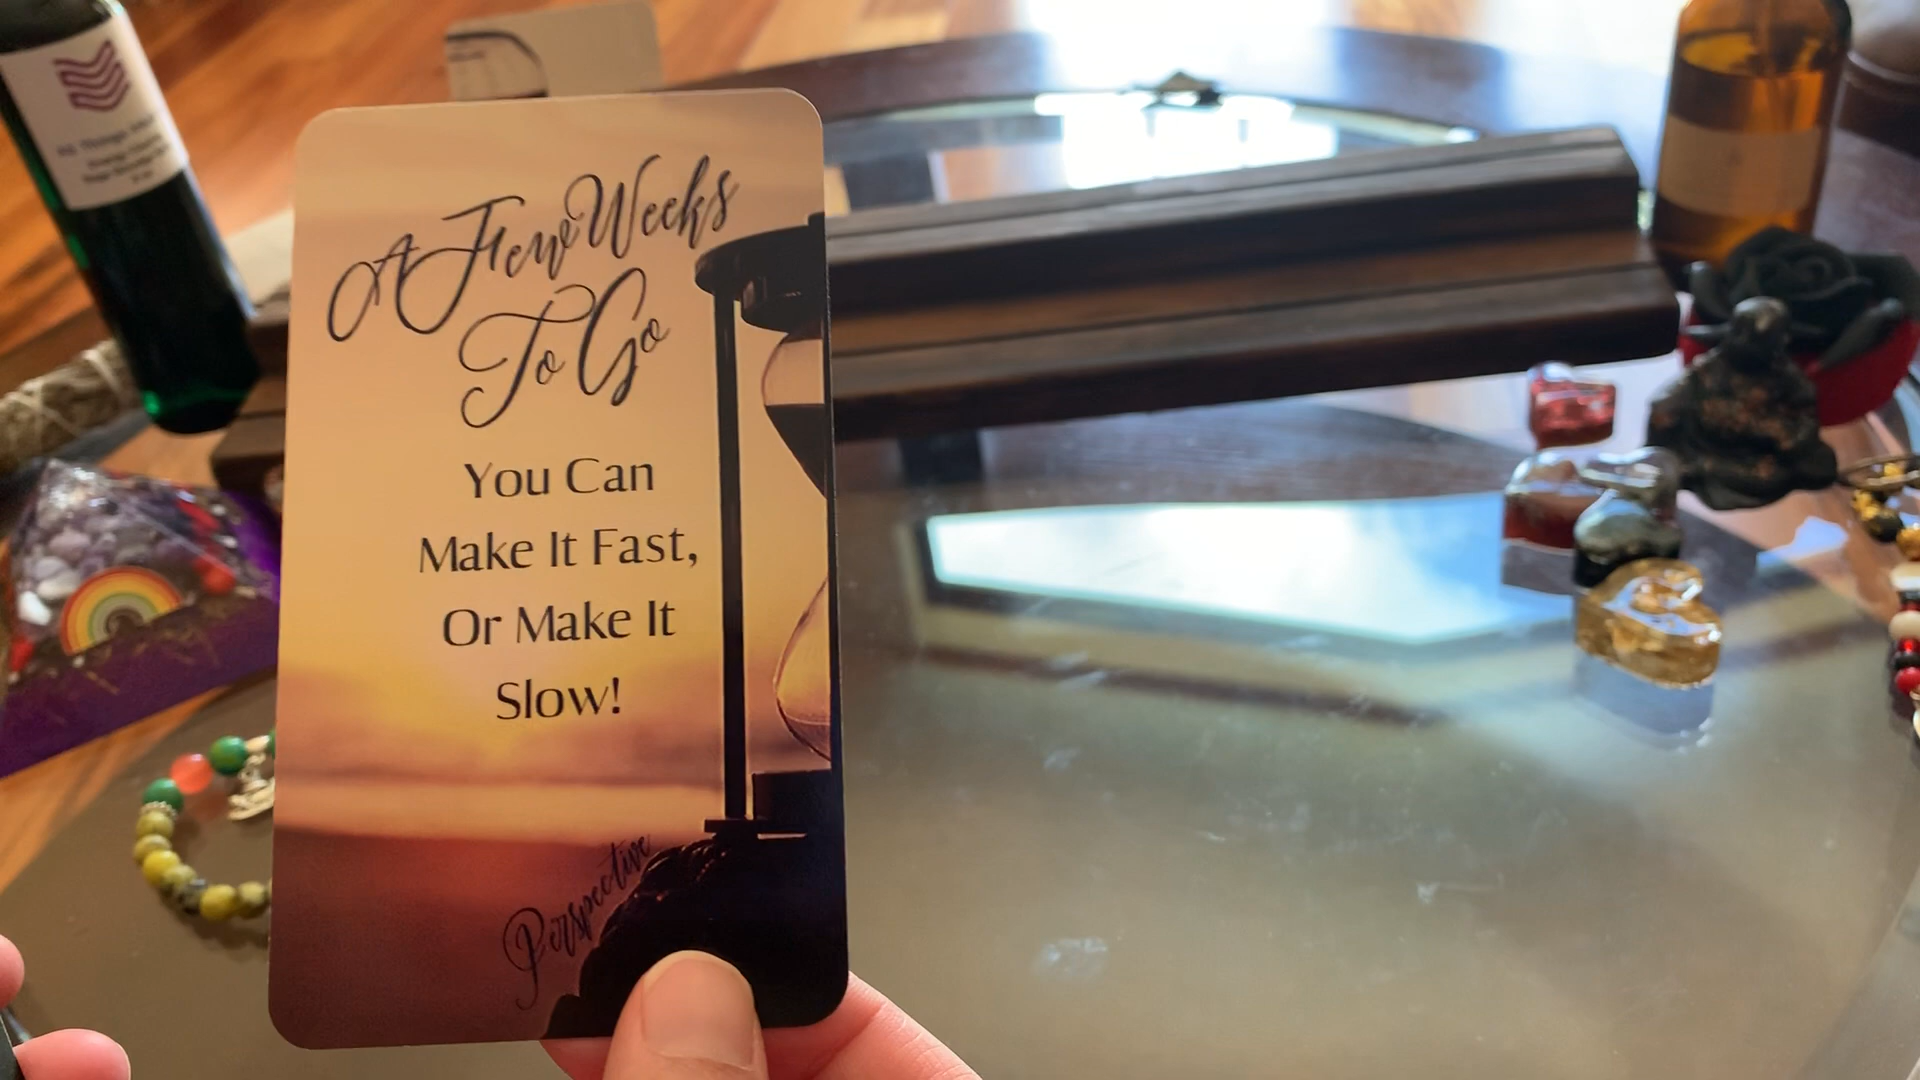 A Few Weeks
To Go
You Can
Make It Fast,
Or Make It
Slow!
Perspective